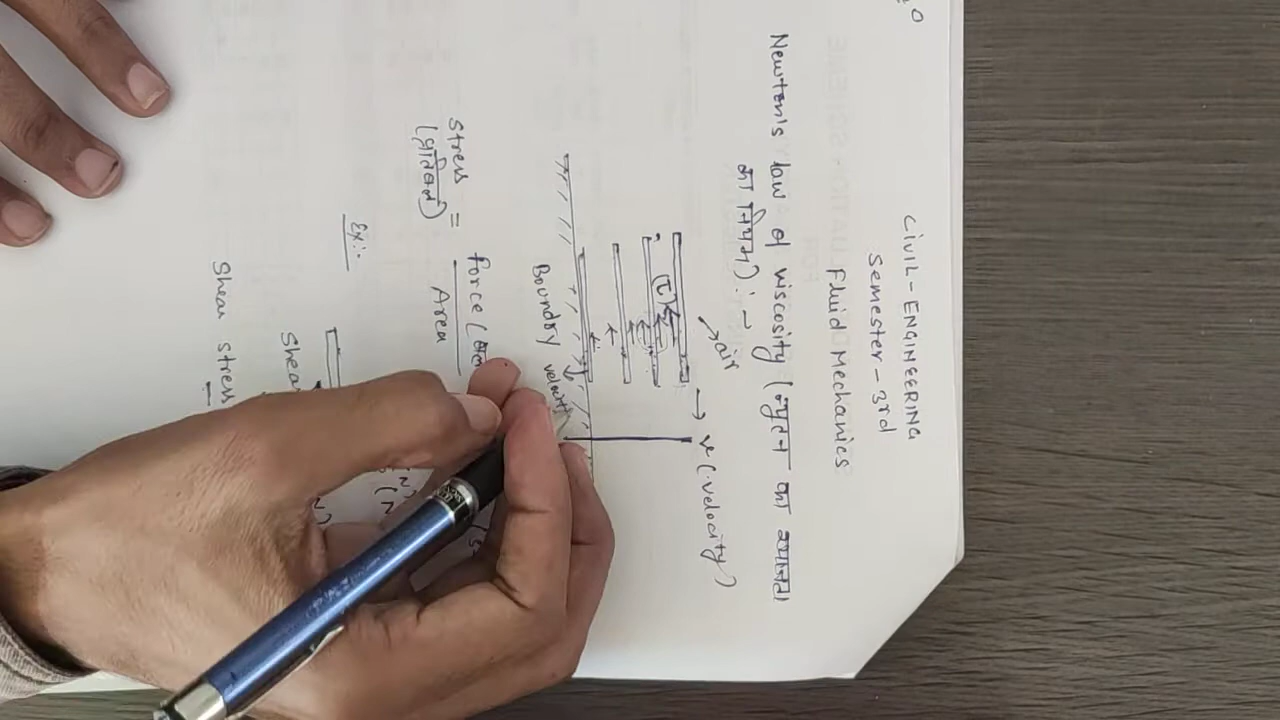 CIVIL-ENGINEERING
Semester-3rd
Fluid Mechanics
Newton's law of viscosity (न्यूटन का श्यानता
का नियम) :-
air
→ v (velocity)
(τ)
Boundry velocity
Stress = force
Area
(प्रतिबल)
Ex:-
Shear
Shear stress